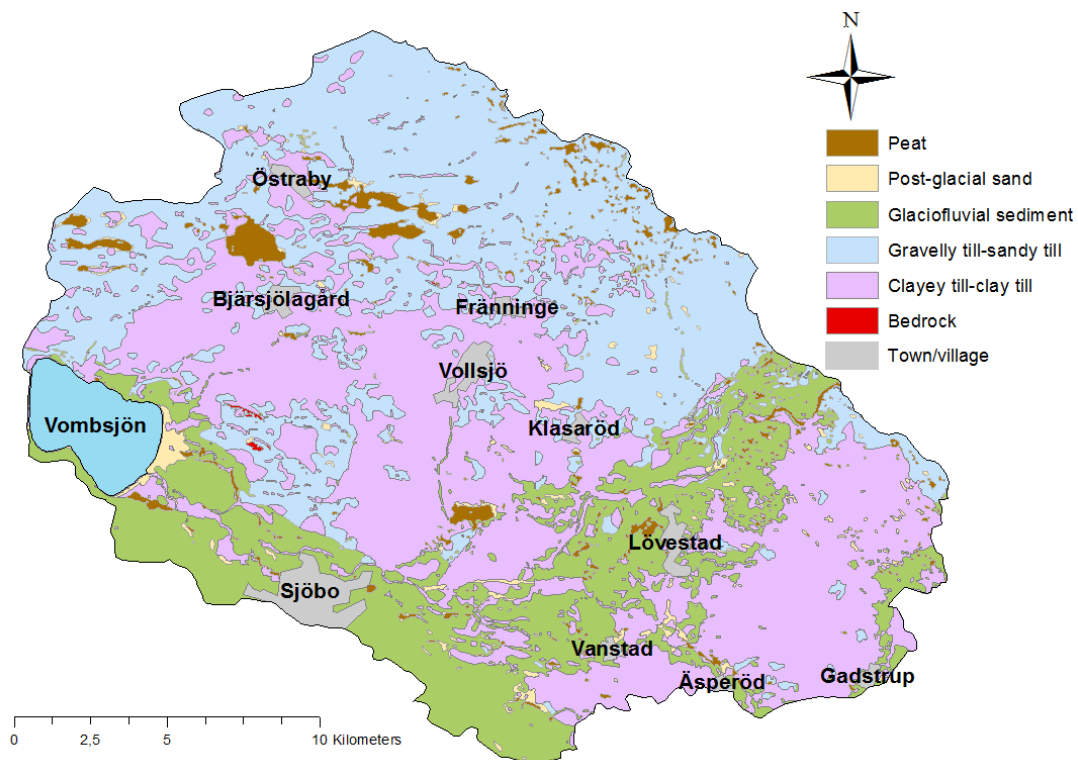 N
Peat
Post-glacial sand
Glaciofluvial sediment
Gravelly till-sandy till
Clayey till-clay till
Bedrock
Town/village
Östraby
Bjärsjölagård
Fränninge
Vollsjö
Vombsjön
Klasaröd
Lövestad
Sjöbo
Vanstad
Äsperöd
Gadstrup
0 2,5 5 10 Kilometers